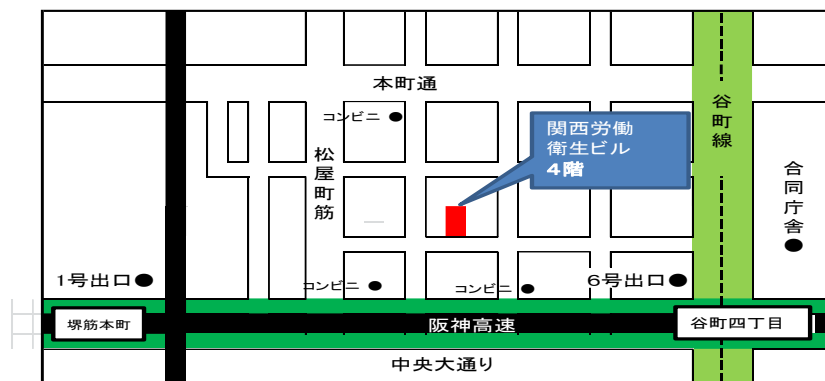 本町通
コンビニ
関西労働
衛生ビル
4階
谷町線
松屋町筋
合同庁舎
1号出口
コンビニ
コンビニ
6号出口
堺筋本町
阪神高速
谷町四丁目
中央大通り